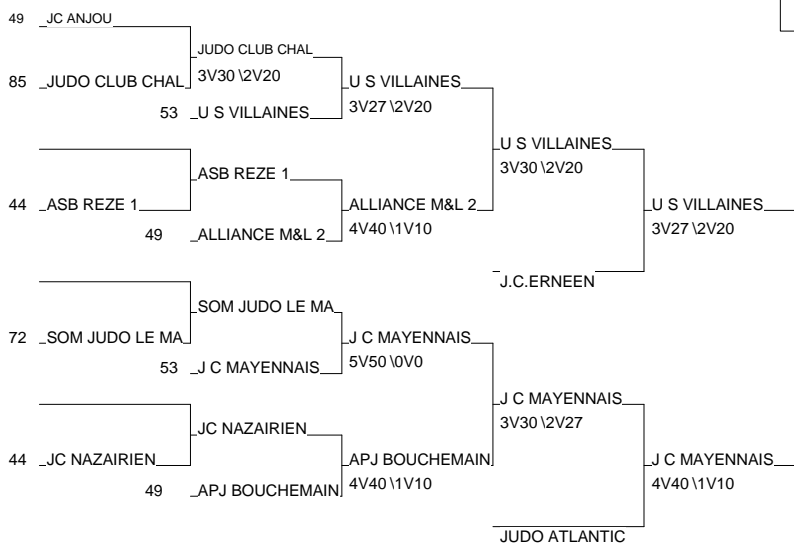 49 JC ANJOU
JUDO CLUB CHAL
85 JUDO CLUB CHAL 3V30 \2V20 U S VILLAINES
53 U S VILLAINES 3V27 \2V20
U S VILLAINES
3V30 \2V20
ASB REZE 1
44 ASB REZE 1 ALLIANCE M&L 2 U S VILLAINES
49 ALLIANCE M&L 2 4V40 \1V10 3V27 \2V20
J.C.ERNEEN
SOM JUDO LE MA
72 SOM JUDO LE MA J C MAYENNAIS
53 J C MAYENNAIS 5V50 \0V0
J C MAYENNAIS
3V30 \2V27
JC NAZAIRIEN
44 JC NAZAIRIEN APJ BOUCHEMAIN J C MAYENNAIS
49 APJ BOUCHEMAIN 4V40 \1V10 4V40 \1V10
JUDO ATLANTIC